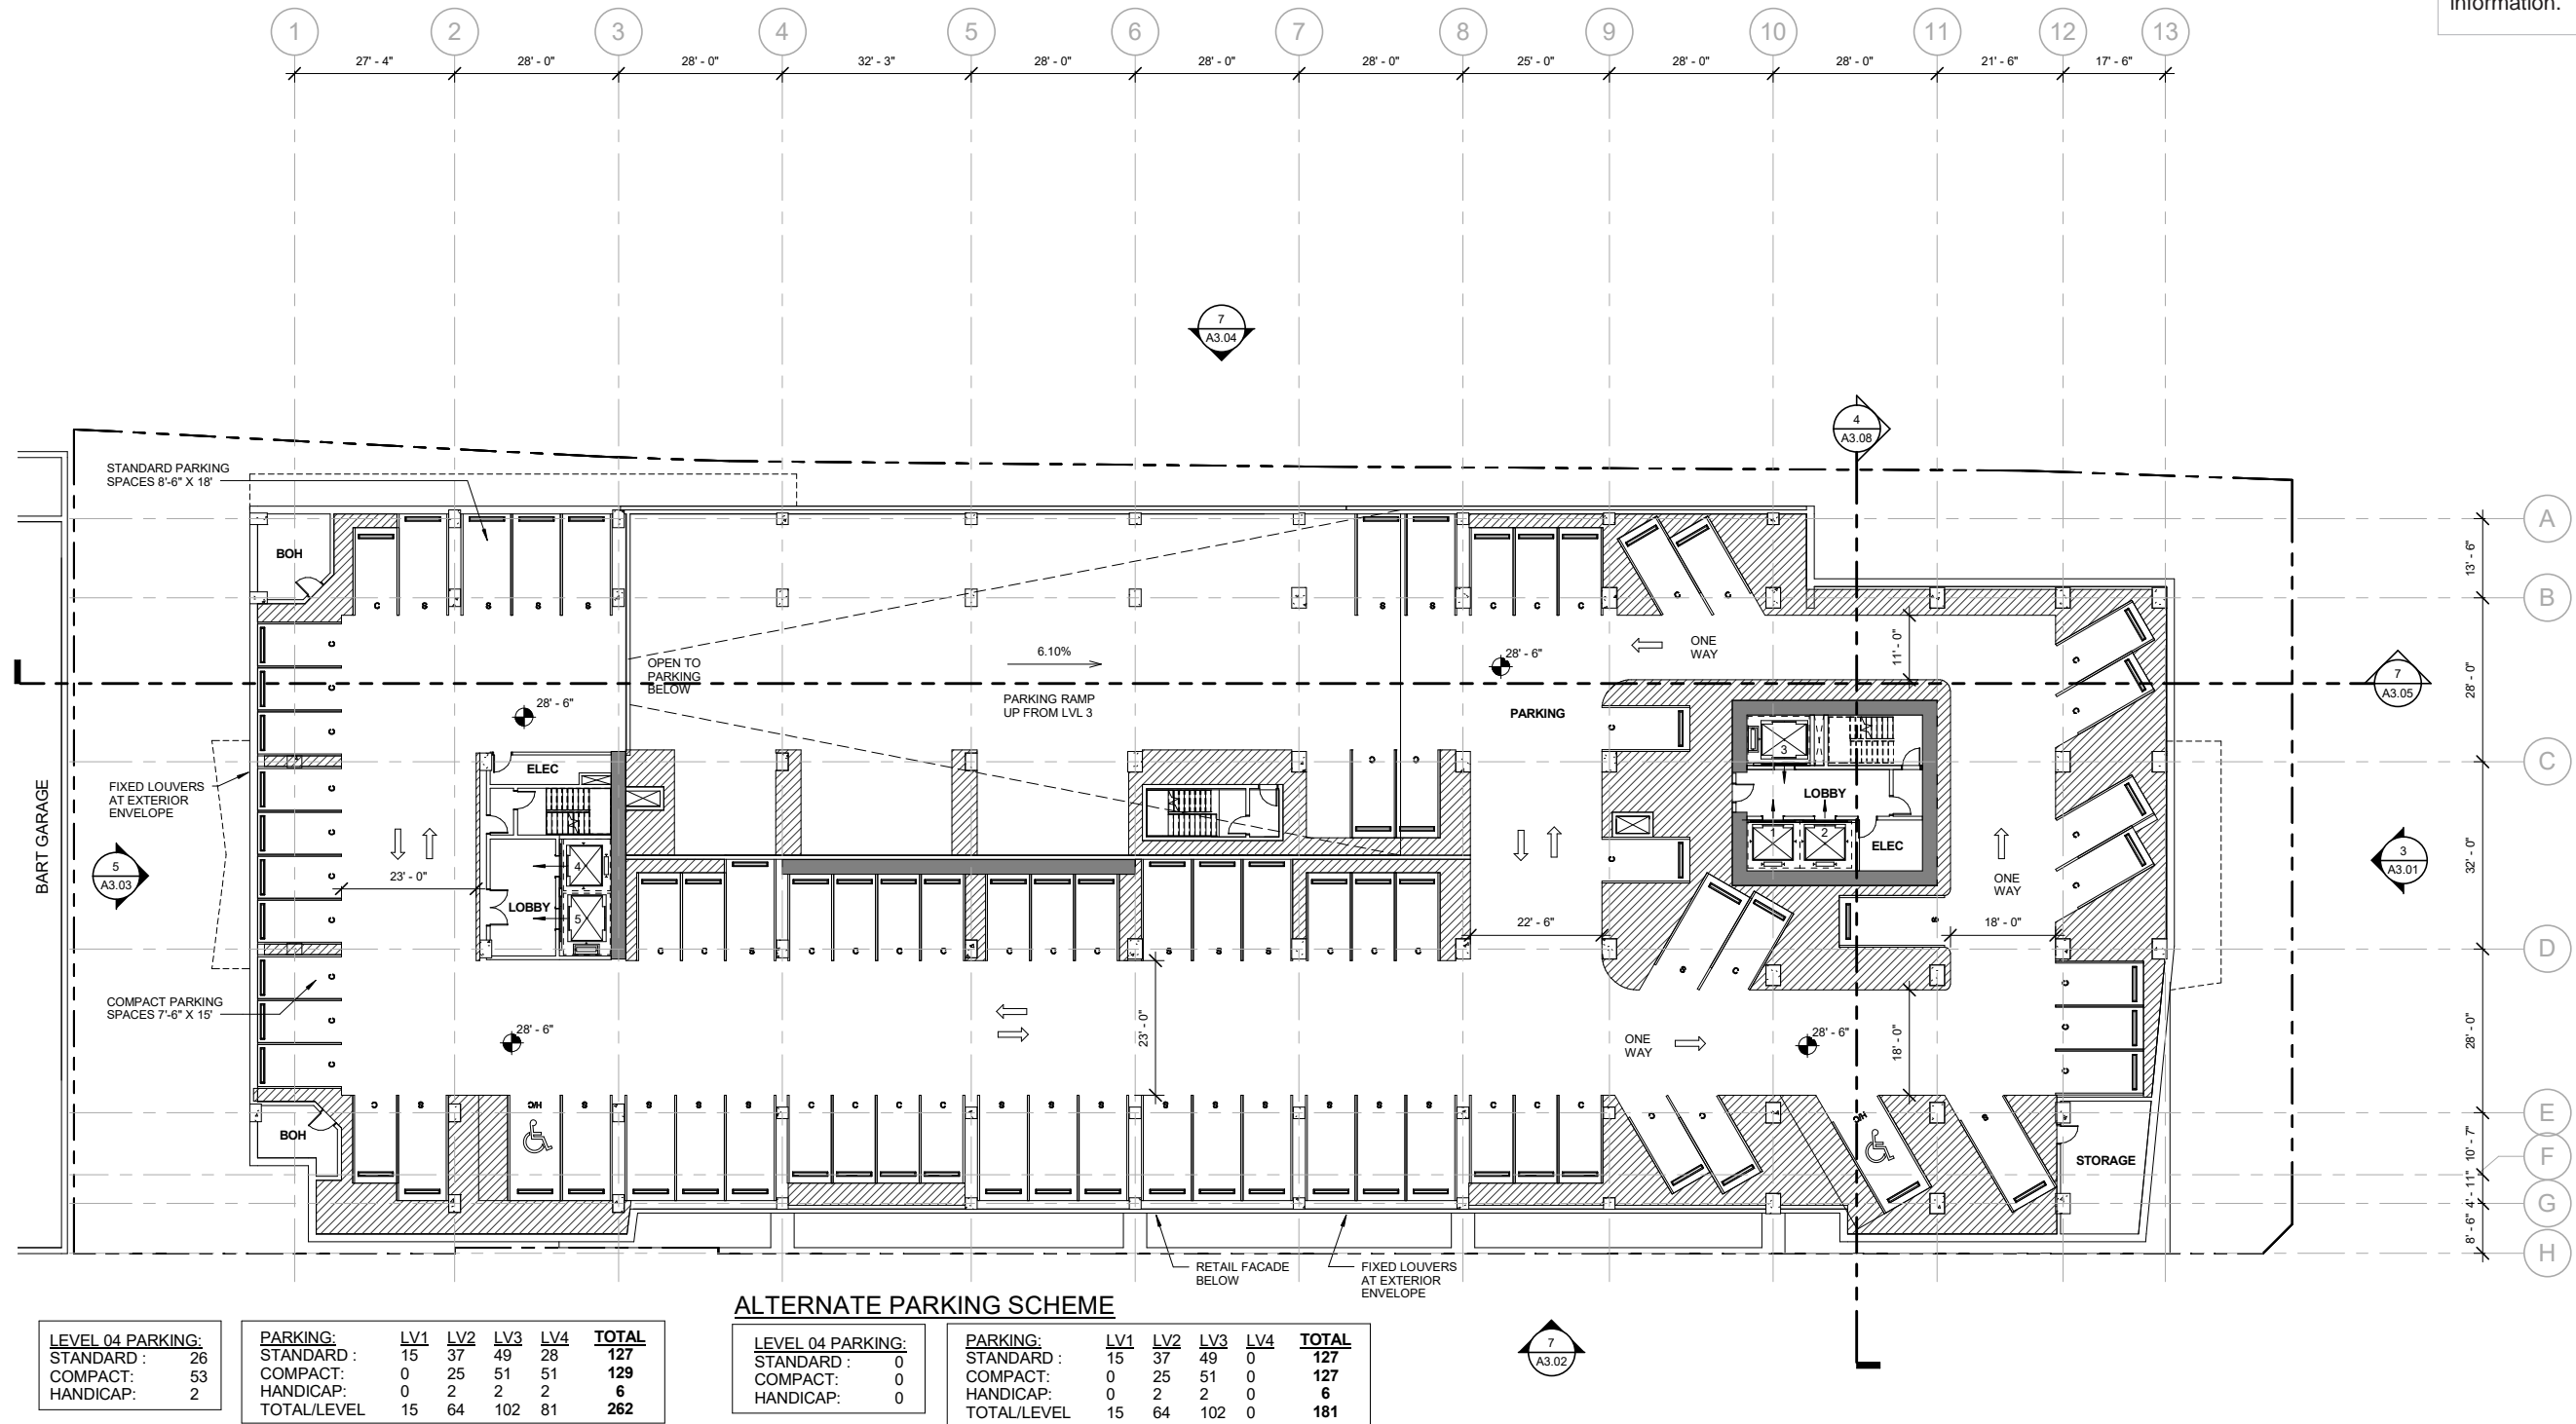 information.
1 2 3 4 5 6 7 8 9 10 11 12 13
27' - 4" 28' - 0" 28' - 0" 32' - 3" 28' - 0" 28' - 0" 28' - 0" 25' - 0" 28' - 0" 28' - 0" 21' - 6" 17' - 6"
7
A3.04
4
A3.08
STANDARD PARKING
SPACES 8'-6" X 18'
A
13' - 6"
B
28' - 0"
C
32' - 0"
D
28' - 0"
E
10' - 7"
F
4' - 11"
G
8' - 6"
H
BOH
C S S S S
S S C C C C C
OPEN TO
PARKING
BELOW
6.10%
PARKING RAMP
UP FROM LVL 3
28' - 6"
ONE
WAY
11' - 0"
7
A3.05
28' - 6"
PARKING
FIXED LOUVERS
AT EXTERIOR
ENVELOPE
ELEC
3
LOBBY
1 2
ELEC
BART GARAGE
5
A3.03
23' - 0"
LOBBY
4
5
ONE
WAY
3
A3.01
22' - 6"
18' - 0"
C C S C C C C C C C S S S C C C
S C
COMPACT PARKING
SPACES 7'-6" X 15'
28' - 6"
23' - 0"
ONE
WAY
28' - 6"
18' - 0"
C S H/C S S S S C C C C S S S S S S S S S C C C C C H/C S
BOH
STORAGE
RETAIL FACADE
BELOW
FIXED LOUVERS
AT EXTERIOR
ENVELOPE
7
A3.02
LEVEL 04 PARKING:
STANDARD : 26
COMPACT: 53
HANDICAP: 2
PARKING: LV1 LV2 LV3 LV4 TOTAL
STANDARD : 15 37 49 28 127
COMPACT: 0 25 51 51 129
HANDICAP: 0 2 2 2 6
TOTAL/LEVEL 15 64 102 81 262
ALTERNATE PARKING SCHEME
LEVEL 04 PARKING:
STANDARD : 0
COMPACT: 0
HANDICAP: 0
PARKING: LV1 LV2 LV3 LV4 TOTAL
STANDARD : 15 37 49 0 127
COMPACT: 0 25 51 0 127
HANDICAP: 0 2 2 0 6
TOTAL/LEVEL 15 64 102 0 181